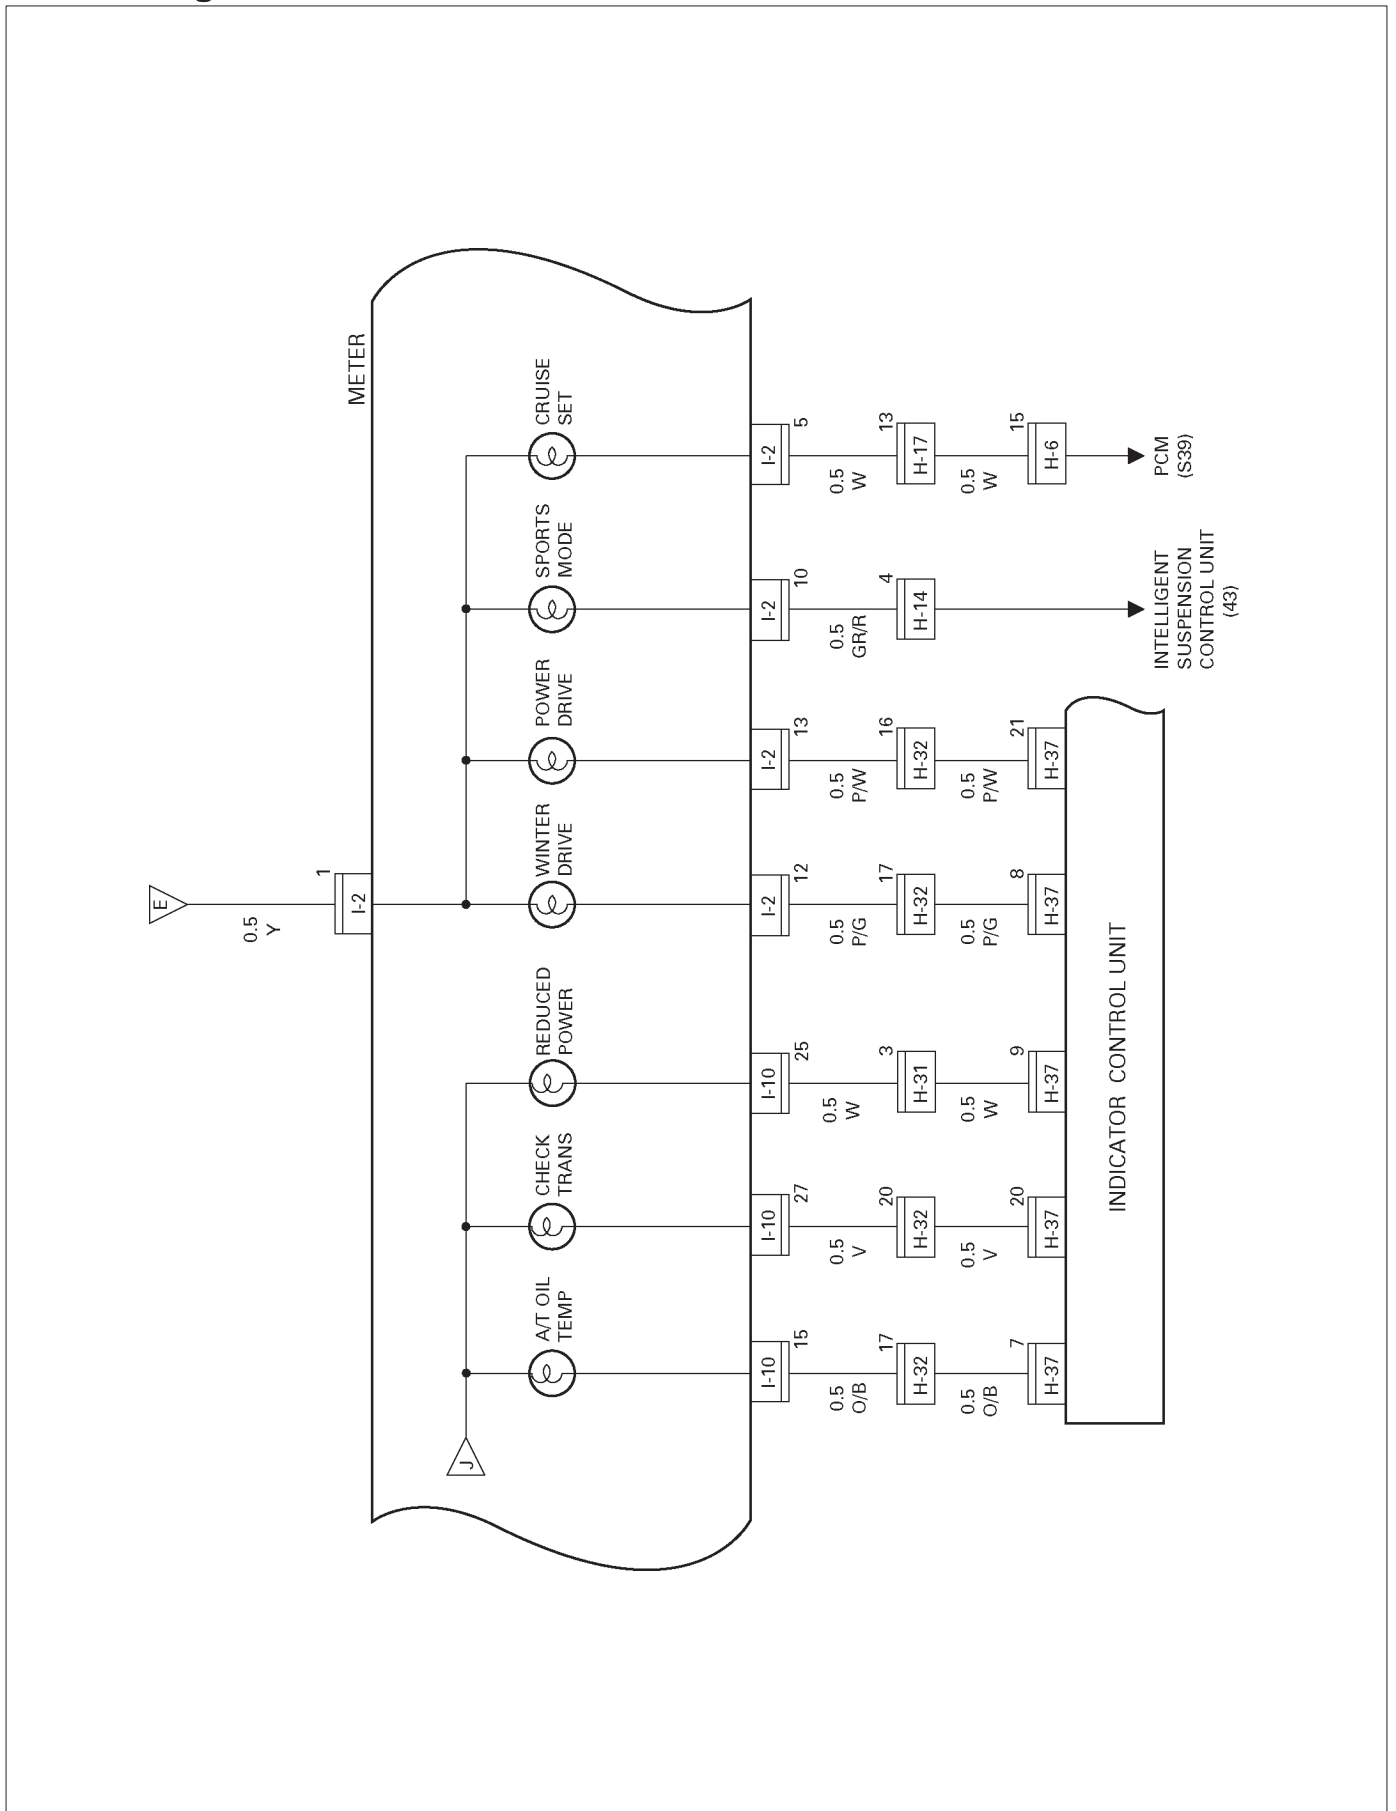 E
0.5
Y
1
I-2
METER
J
A/T OIL
TEMP
CHECK
TRANS
REDUCED
POWER
WINTER
DRIVE
POWER
DRIVE
SPORTS
MODE
CRUISE
SET
I-10
15
I-10
27
I-10
25
I-2
12
I-2
13
I-2
10
I-2
5
0.5
O/B
0.5
V
0.5
W
0.5
P/G
0.5
P/W
0.5
GR/R
0.5
W
17
H-32
20
H-32
3
H-31
17
H-32
16
H-32
4
H-14
13
H-17
0.5
O/B
0.5
V
0.5
W
0.5
P/G
0.5
P/W
0.5
W
7
H-37
20
H-37
9
H-37
8
H-37
21
H-37
15
H-6
INDICATOR CONTROL UNIT
INTELLIGENT
SUSPENSION
CONTROL UNIT
(43)
PCM
(S39)